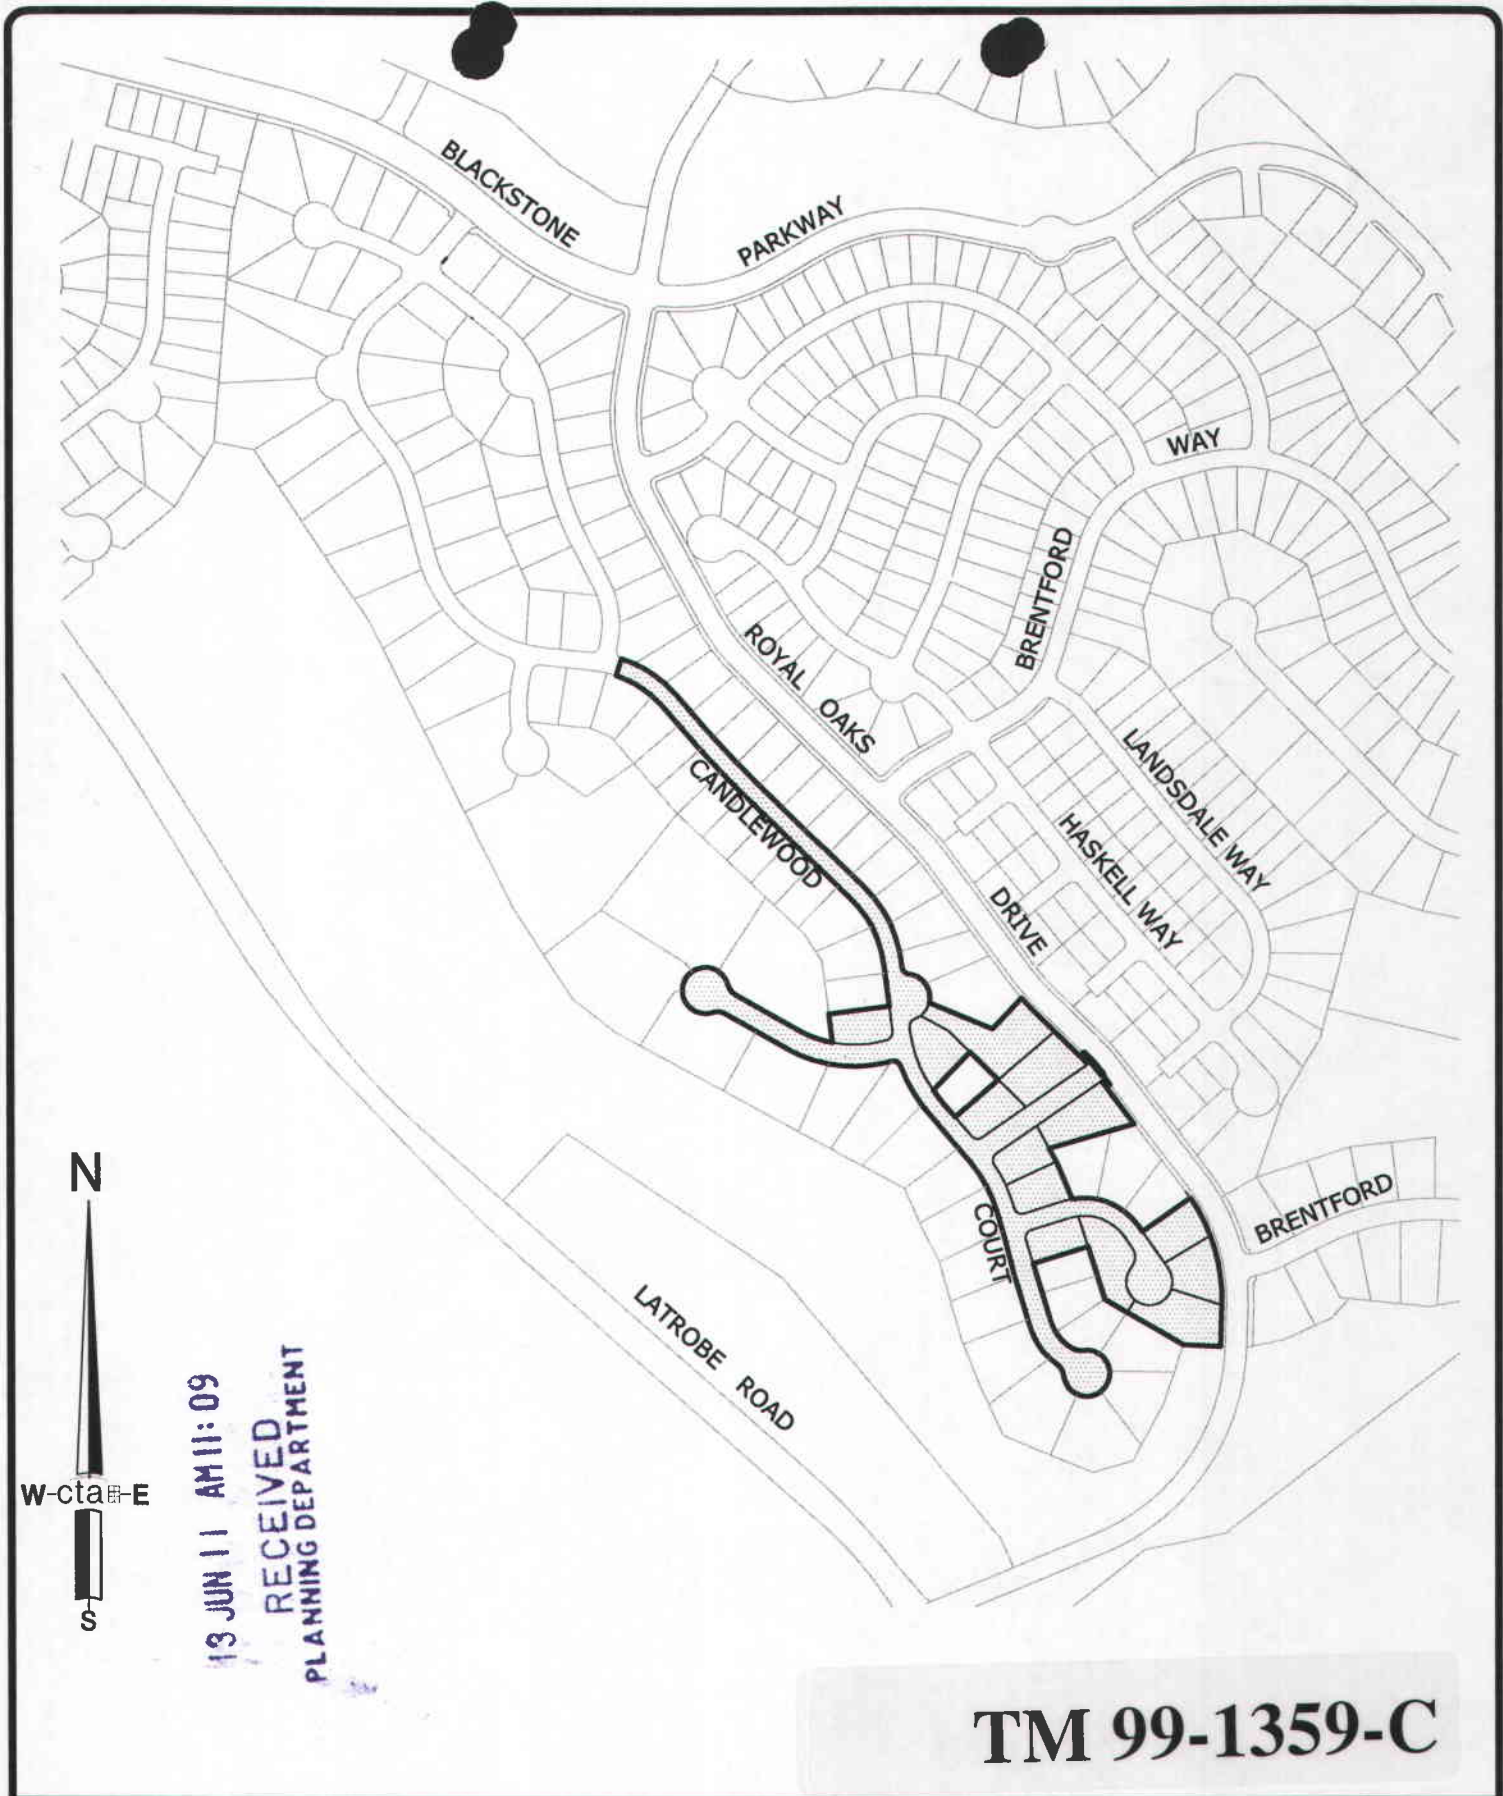 BLACKSTONE
PARKWAY
WAY
BRENTFORD
ROYAL OAKS
LANDSDALE WAY
CANDLEWOOD
HASKELL WAY
DRIVE
N
BRENTFORD
COURT
LATROBE ROAD
W-cta-E
S
13 JUN 11 AM 11:09
RECEIVED
PLANNING DEPARTMENT
TM 99-1359-C